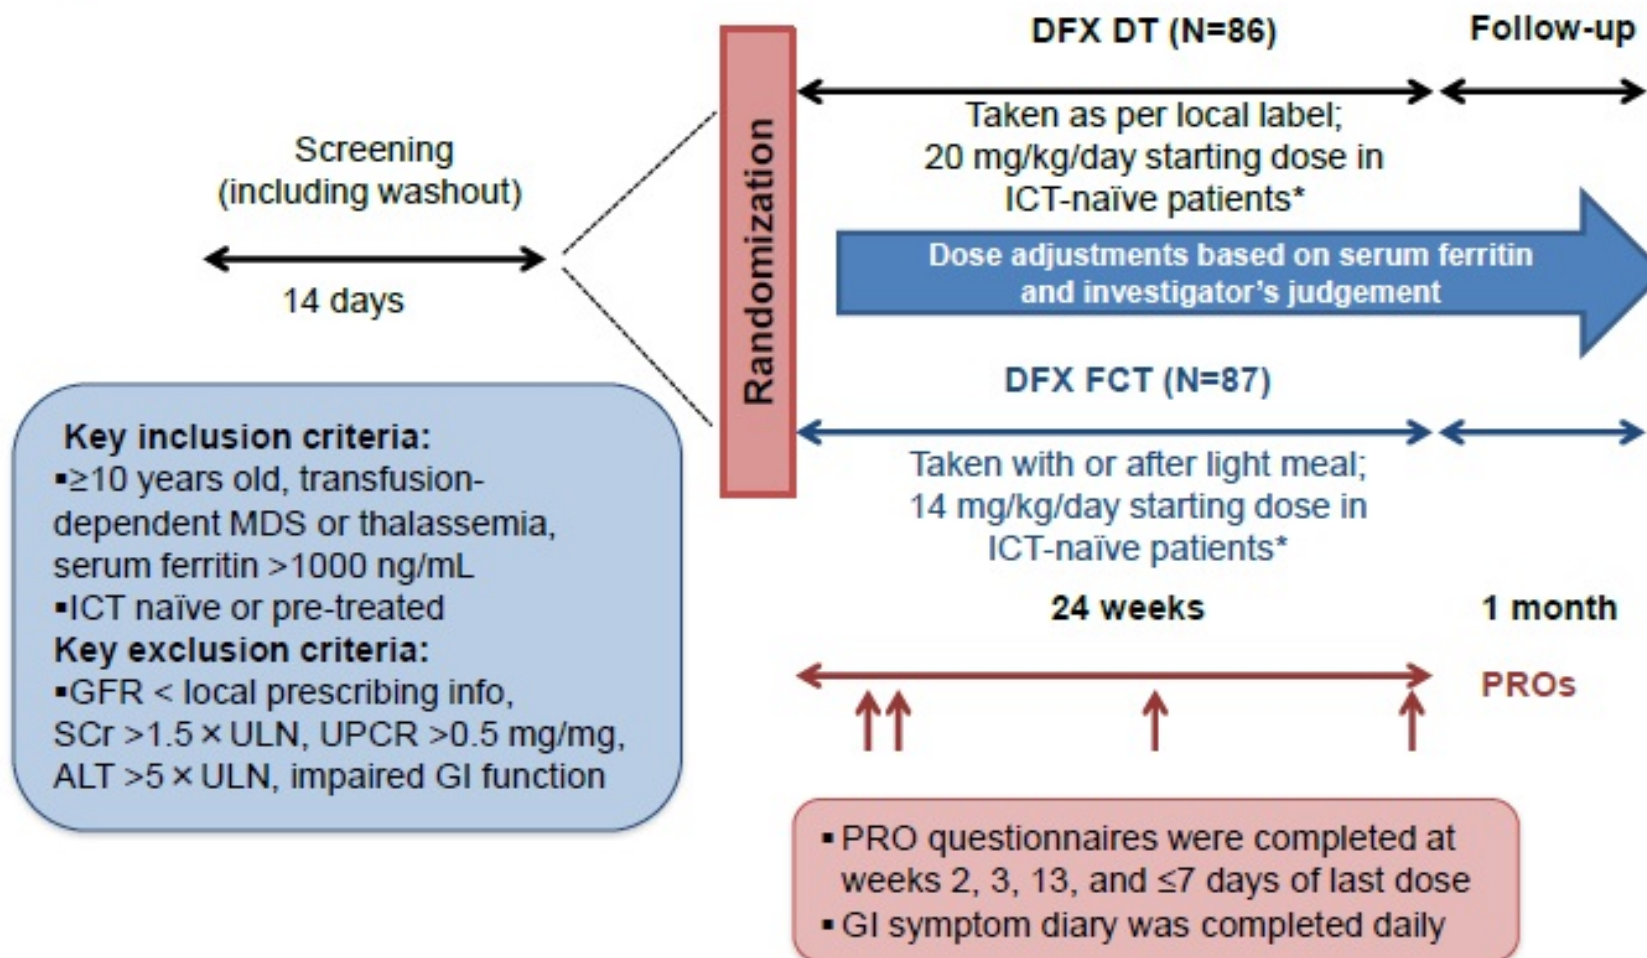 Screening
(including washout)
14 days
Key inclusion criteria:
▪≥10 years old, transfusion-
dependent MDS or thalassemia,
serum ferritin >1000 ng/mL
▪ICT naïve or pre-treated
Key exclusion criteria:
▪GFR < local prescribing info,
SCr >1.5 × ULN, UPCR >0.5 mg/mg,
ALT >5 × ULN, impaired GI function
Randomization
DFX DT (N=86)
Follow-up
Taken as per local label;
20 mg/kg/day starting dose in
ICT-naïve patients*
Dose adjustments based on serum ferritin
and investigator's judgement
DFX FCT (N=87)
Taken with or after light meal;
14 mg/kg/day starting dose in
ICT-naïve patients*
24 weeks
1 month
PROs
▪ PRO questionnaires were completed at
weeks 2, 3, 13, and ≤7 days of last dose
▪ GI symptom diary was completed daily